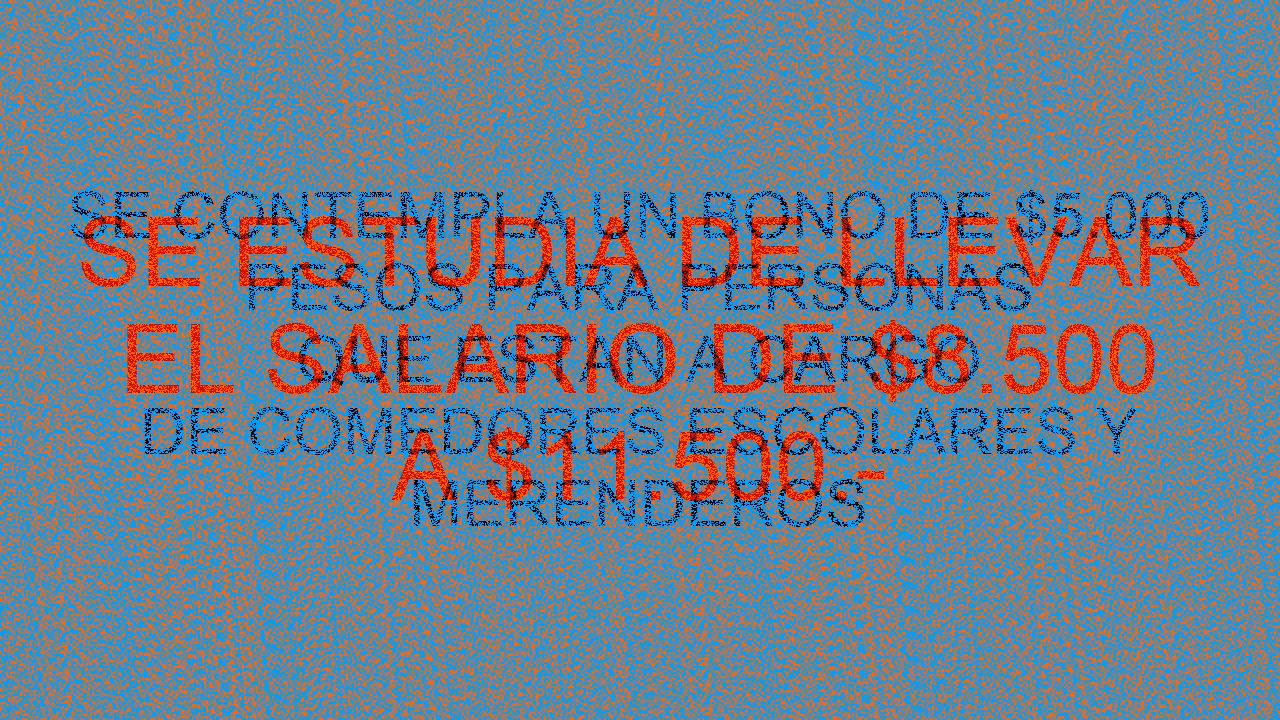 SE CONTEMPLA UN BONO DE $5.000
PESOS PARA PERSONAS
QUE ESTAN A CARGO
DE COMEDORES ESCOLARES Y
MERENDEROS
SE ESTUDIA DE LLEVAR
EL SALARIO DE $8.500
A $11.500.-